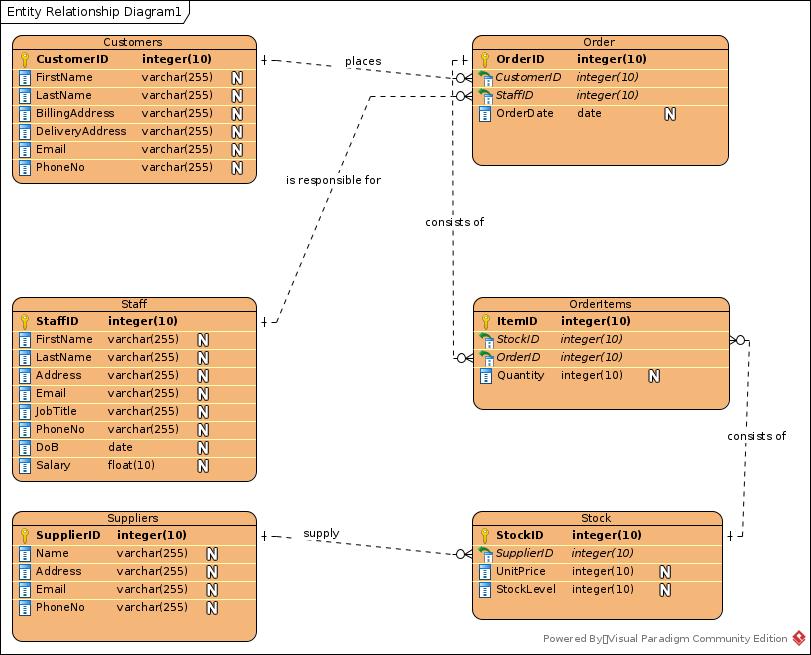 Entity Relationship Diagram1
Customers
CustomerID integer(10)
FirstName varchar(255) N
LastName varchar(255) N
BillingAddress varchar(255) N
DeliveryAddress varchar(255) N
Email varchar(255) N
PhoneNo varchar(255) N
places
Order
OrderID integer(10)
CustomerID integer(10)
StaffID integer(10)
OrderDate date N
is responsible for
consists of
Staff
StaffID integer(10)
FirstName varchar(255) N
LastName varchar(255) N
Address varchar(255) N
Email varchar(255) N
JobTitle varchar(255) N
PhoneNo varchar(255) N
DoB date N
Salary float(10) N
OrderItems
ItemID integer(10)
StockID integer(10)
OrderID integer(10)
Quantity integer(10) N
consists of
Suppliers
SupplierID integer(10)
Name varchar(255) N
Address varchar(255) N
Email varchar(255) N
PhoneNo varchar(255) N
supply
Stock
StockID integer(10)
SupplierID integer(10)
UnitPrice integer(10) N
StockLevel integer(10) N
Powered By Visual Paradigm Community Edition